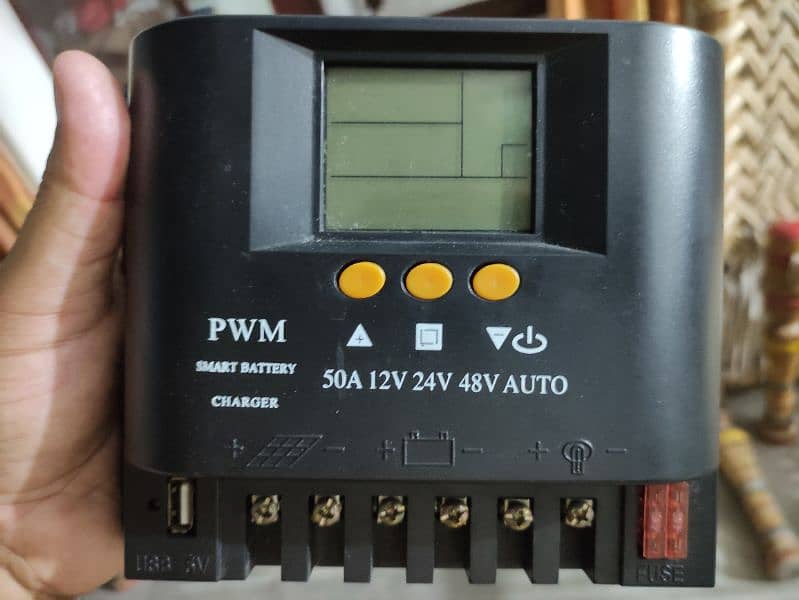 PWM
SMART BATTERY
CHARGER
50A 12V 24V 48V AUTO
+ - + - + -
USB 5V
FUSE